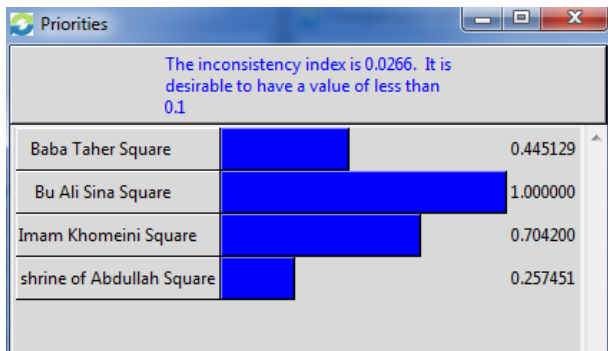 Priorities
The inconsistency index is 0.0266. It is
desirable to have a value of less than
0.1
Baba Taher Square 0.445129
Bu Ali Sina Square 1.000000
Imam Khomeini Square 0.704200
shrine of Abdullah Square 0.257451